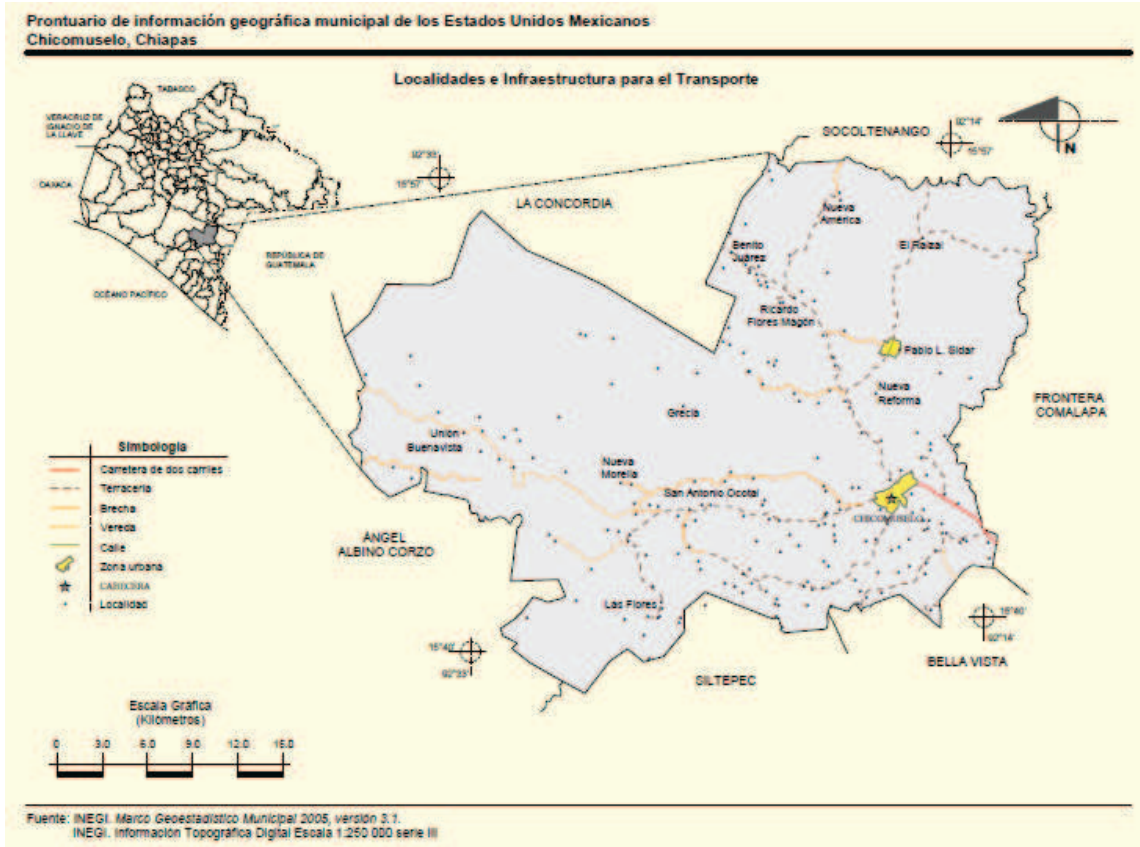 Prontuario de información geográfica municipal de los Estados Unidos Mexicanos
Chicomuselo, Chiapas
Localidades e Infraestructura para el Transporte
TABASCO
VERACRUZ DE
IGNACIO DE
LA LLAVE
OAXACA
REPÚBLICA DE
GUATEMALA
OCÉANO PACÍFICO
92°33'
15°57'
LA CONCORDIA
SOCOLTENANGO
92°14'
15°57'
N
Nueva
América
Benito
Juárez
El Raizal
Ricardo
Flores Magón
Pablo L. Sidar
Nueva
Reforma
FRONTERA
COMALAPA
Grecia
Unión
Buenavista
Nueva
Morelia
San Antonio Ocotal
CHICOMUSELO
ÁNGEL
ALBINO CORZO
Las Flores
15°40'
92°33'
15°40'
92°14'
BELLA VISTA
SILTEPEC
Simbología
Carretera de dos carriles
Terracería
Brecha
Vereda
Calle
Zona urbana
CABECERA
Localidad
Escala Gráfica
(Kilómetros)
0 3.0 6.0 9.0 12.0 15.0
Fuente: INEGI. Marco Geoestadístico Municipal 2005, versión 3.1.
INEGI. Información Topográfica Digital Escala 1:250 000 serie III